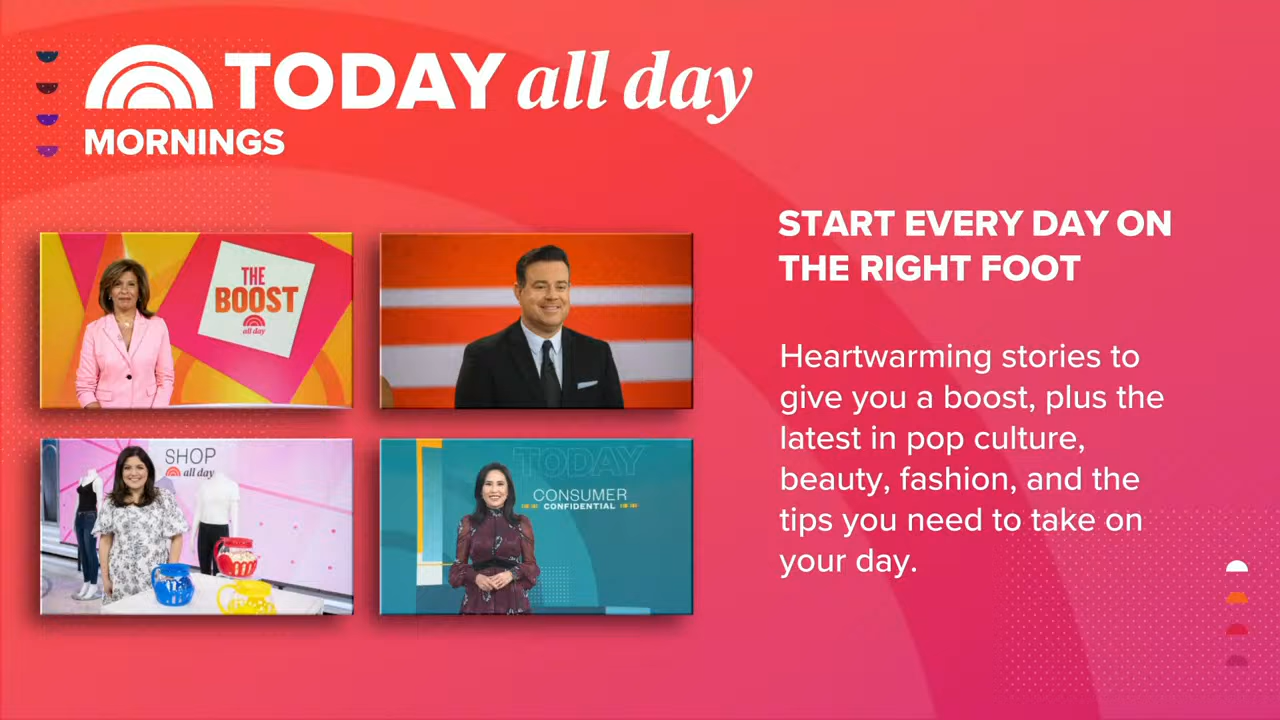 TODAY all day
MORNINGS
START EVERY DAY ON
THE RIGHT FOOT
Heartwarming stories to
give you a boost, plus the
latest in pop culture,
beauty, fashion, and the
tips you need to take on
your day.
THE
BOOST
all day
SHOP
all day
TODAY
CONSUMER
CONFIDENTIAL